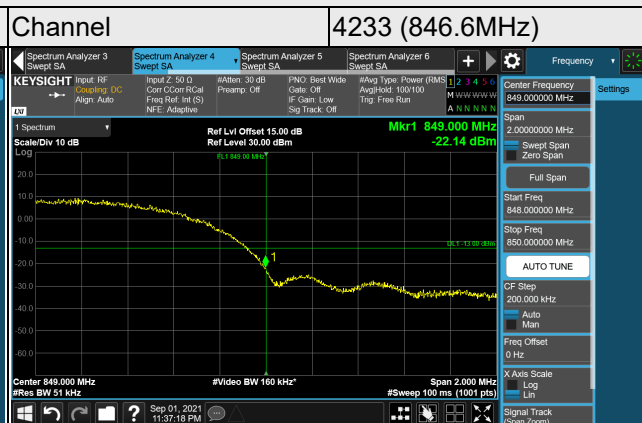 Channel 4233 (846.6MHz)
Spectrum Analyzer 3
Swept SA
Spectrum Analyzer 4
Swept SA
Spectrum Analyzer 5
Swept SA
Spectrum Analyzer 6
Swept SA
Frequency
KEYSIGHT
Input: RF
Coupling: DC
Align: Auto
Input Z: 50 Ω
Corr CCorr RCal
Freq Ref: Int (S)
NFE: Adaptive
#Atten: 30 dB
Preamp: Off
PNO: Best Wide
Gate: Off
IF Gain: Low
Sig Track: Off
#Avg Type: Power (RMS
Avg|Hold: 100/100
Trig: Free Run
1 2 3 4 5 6
M W W W W W
A N N N N N
LXI
1 Spectrum
Scale/Div 10 dB
Log
Ref Lvl Offset 15.00 dB
Ref Level 30.00 dBm
Mkr1 849.000 MHz
-22.14 dBm
FL1 849.00 MHz
20.0
10.0
0.00
-10.0
-20.0
-30.0
-40.0
-50.0
-60.0
DL1 -13.00 dBm
1
Center 849.000 MHz
#Res BW 51 kHz
#Video BW 160 kHz*
Span 2.000 MHz
#Sweep 100 ms (1001 pts)
Sep 01, 2021
11:37:18 PM
Center Frequency
849.000000 MHz
Settings
Span
2.00000000 MHz
Swept Span
Zero Span
Full Span
Start Freq
848.000000 MHz
Stop Freq
850.000000 MHz
AUTO TUNE
CF Step
200.000 kHz
Auto
Man
Freq Offset
0 Hz
X Axis Scale
Log
Lin
Signal Track
(Span Zoom)